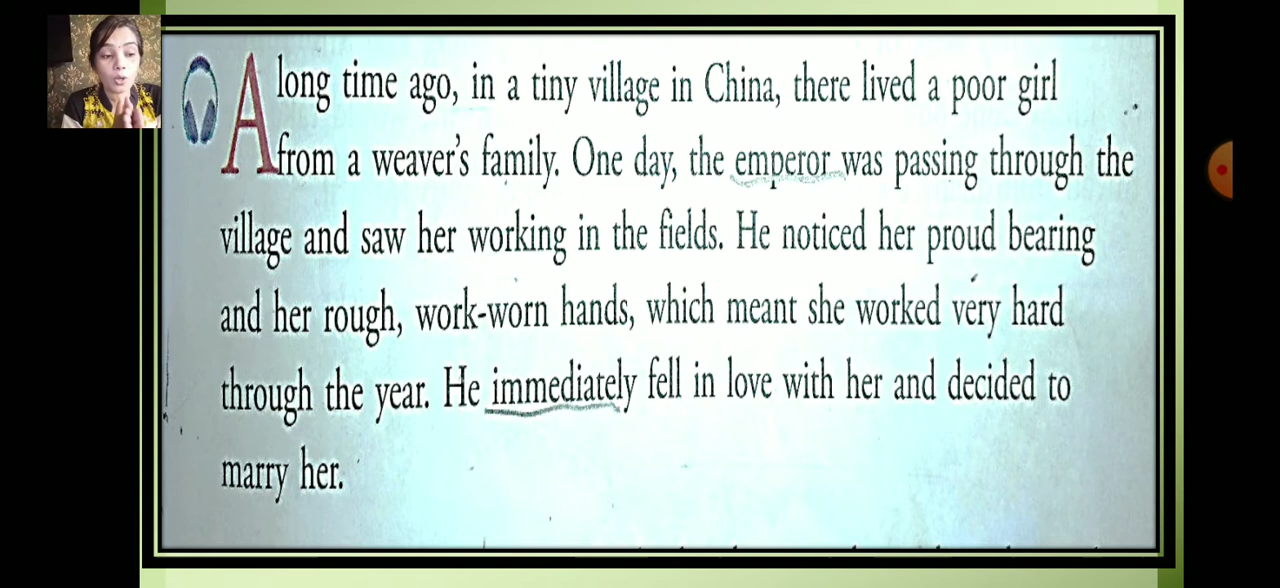 A long time ago, in a tiny village in China, there lived a poor girl
from a weaver's family. One day, the emperor was passing through the
village and saw her working in the fields. He noticed her proud bearing
and her rough, work-worn hands, which meant she worked very hard
through the year. He immediately fell in love with her and decided to
marry her.